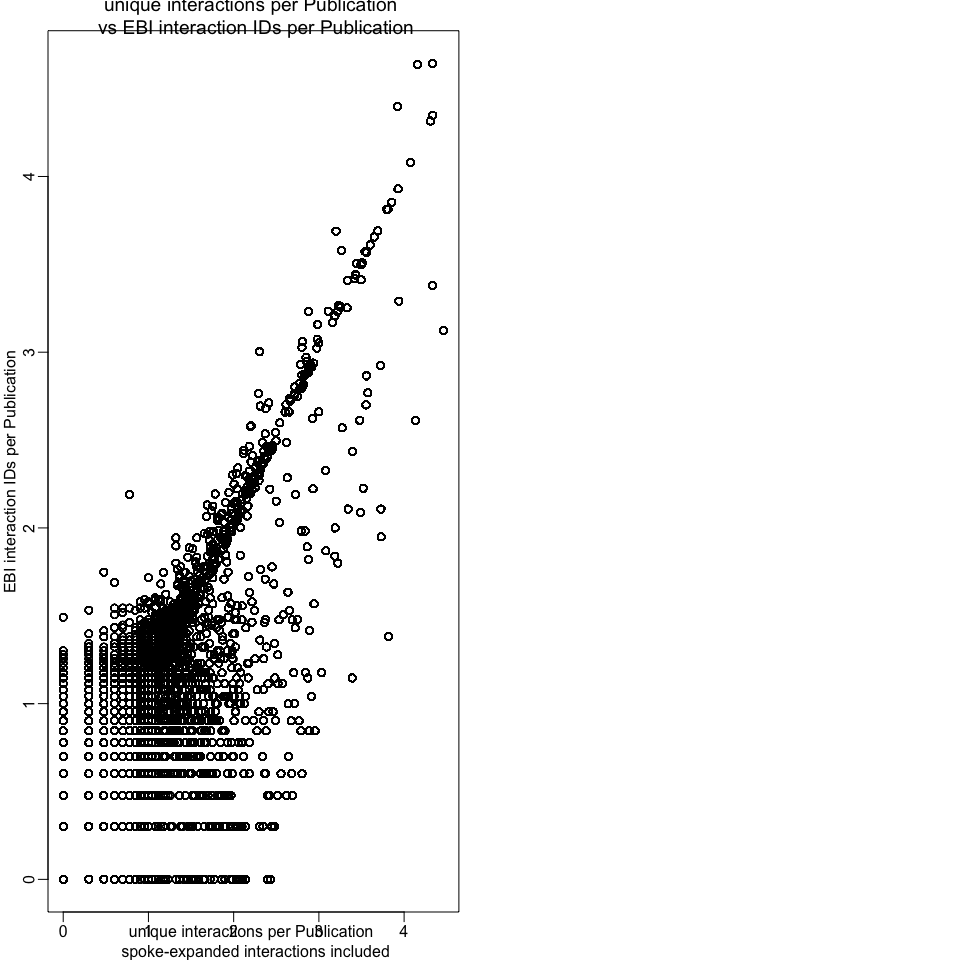 unique interactions per Publication
vs EBI interaction IDs per Publication
EBI interaction IDs per Publication
4
3
2
1
0
0 1 2 3 4
unique interactions per Publication
spoke-expanded interactions included